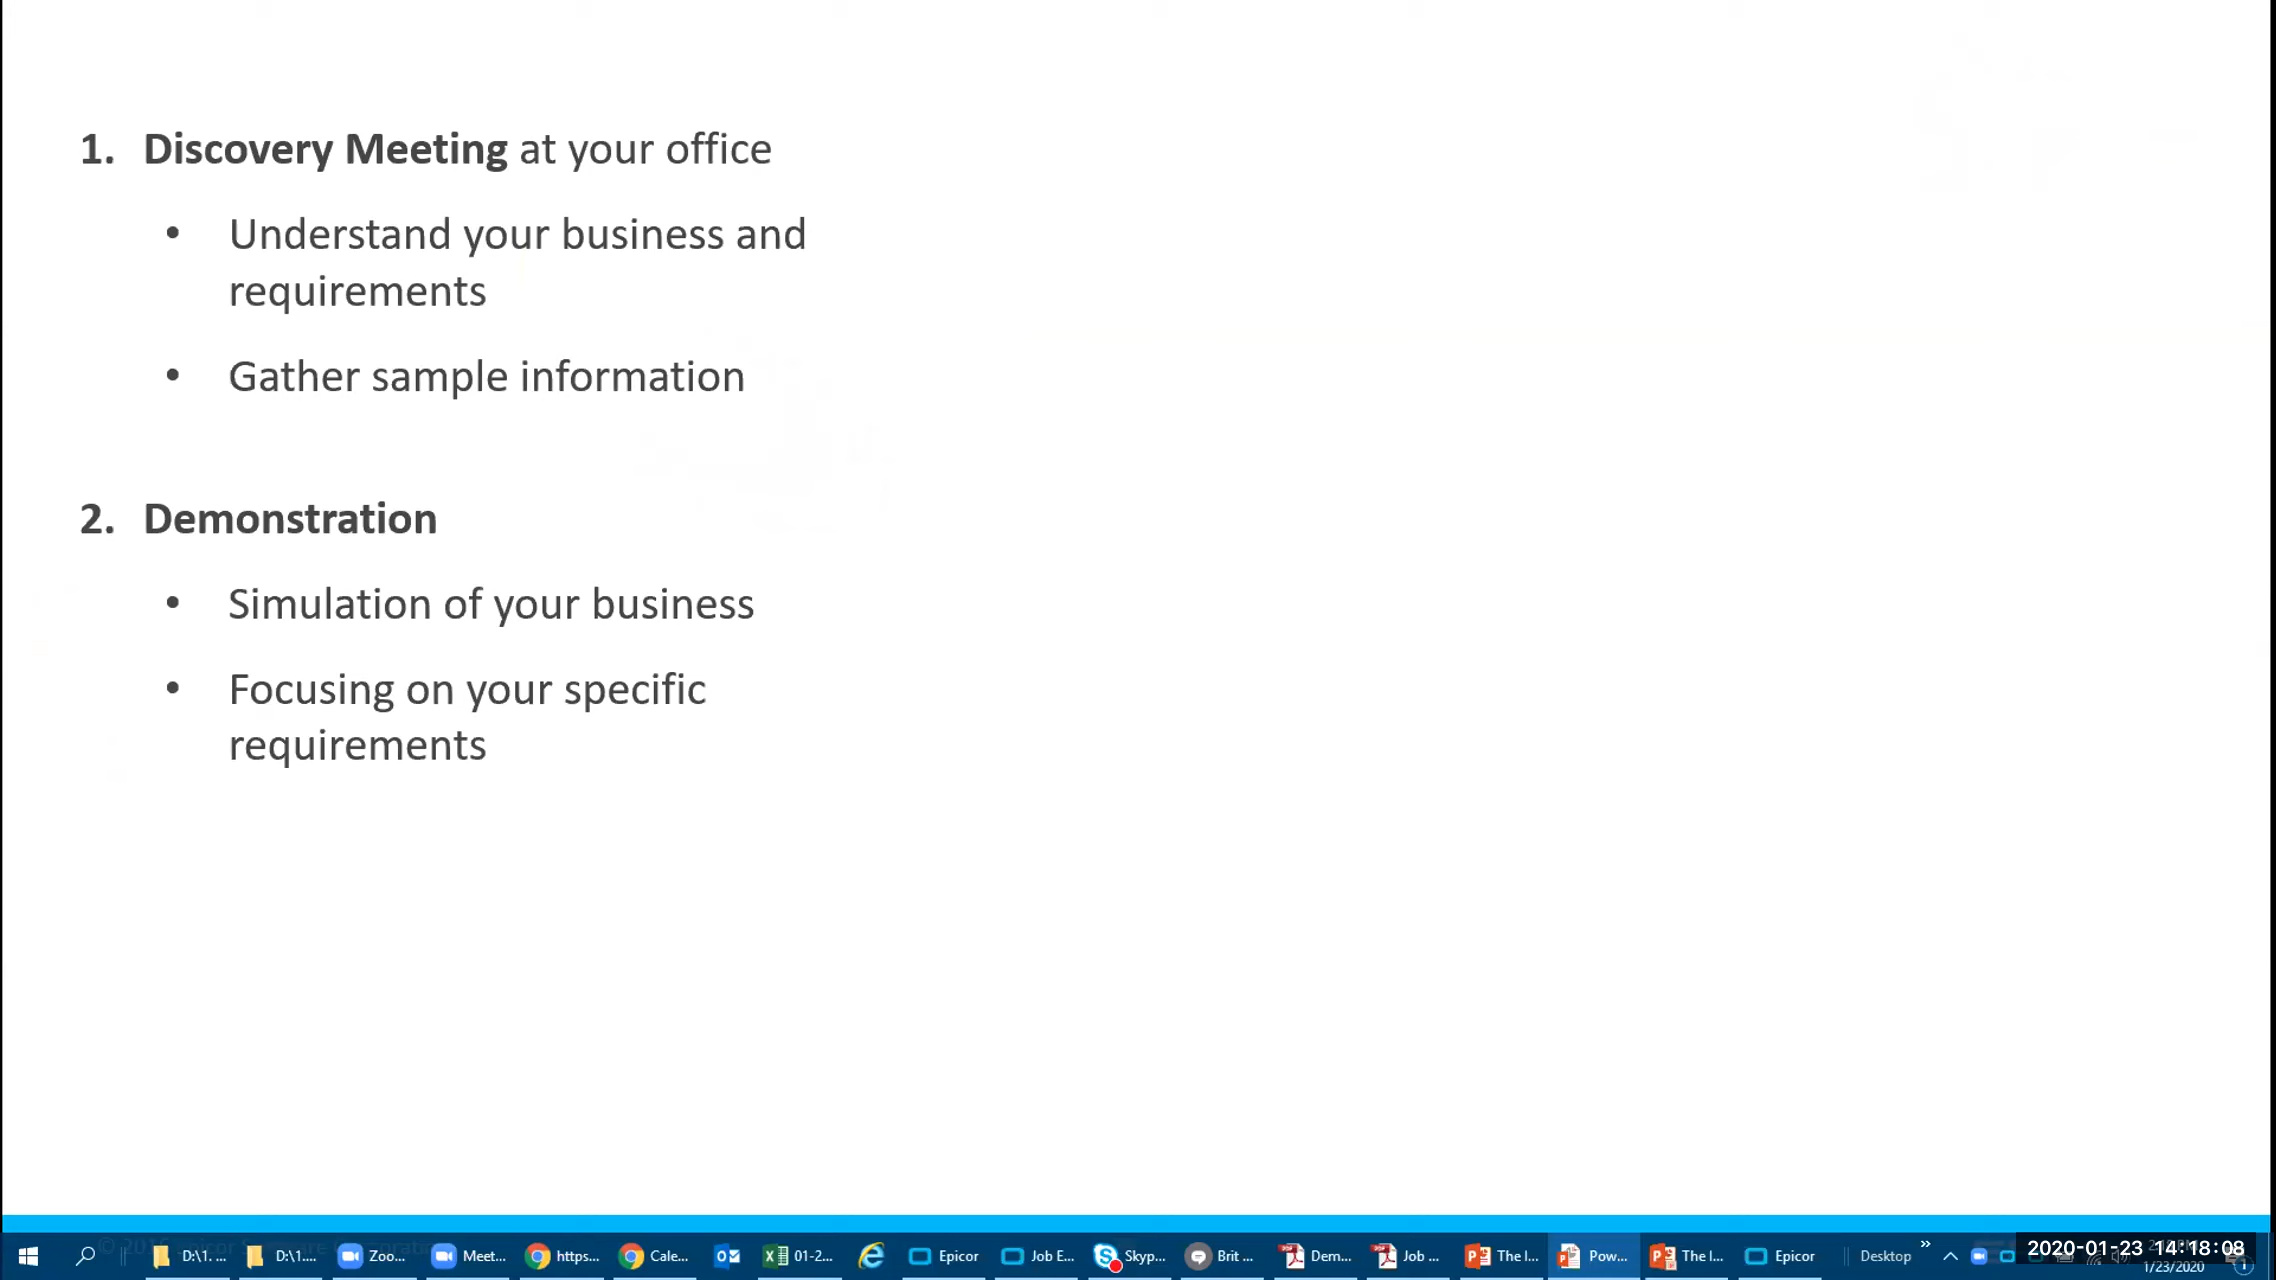 1. Discovery Meeting at your office
• Understand your business and
requirements
• Gather sample information
2. Demonstration
• Simulation of your business
• Focusing on your specific
requirements
D:\1. ... D:\1.... Zoo... Meet... https... Cale... 01-2... Epicor Job E... Skyp... Brit ... Dem... Job ... The I... Pow... The I... Epicor Desktop »
2020-01-23 14:18:08
1/23/2020